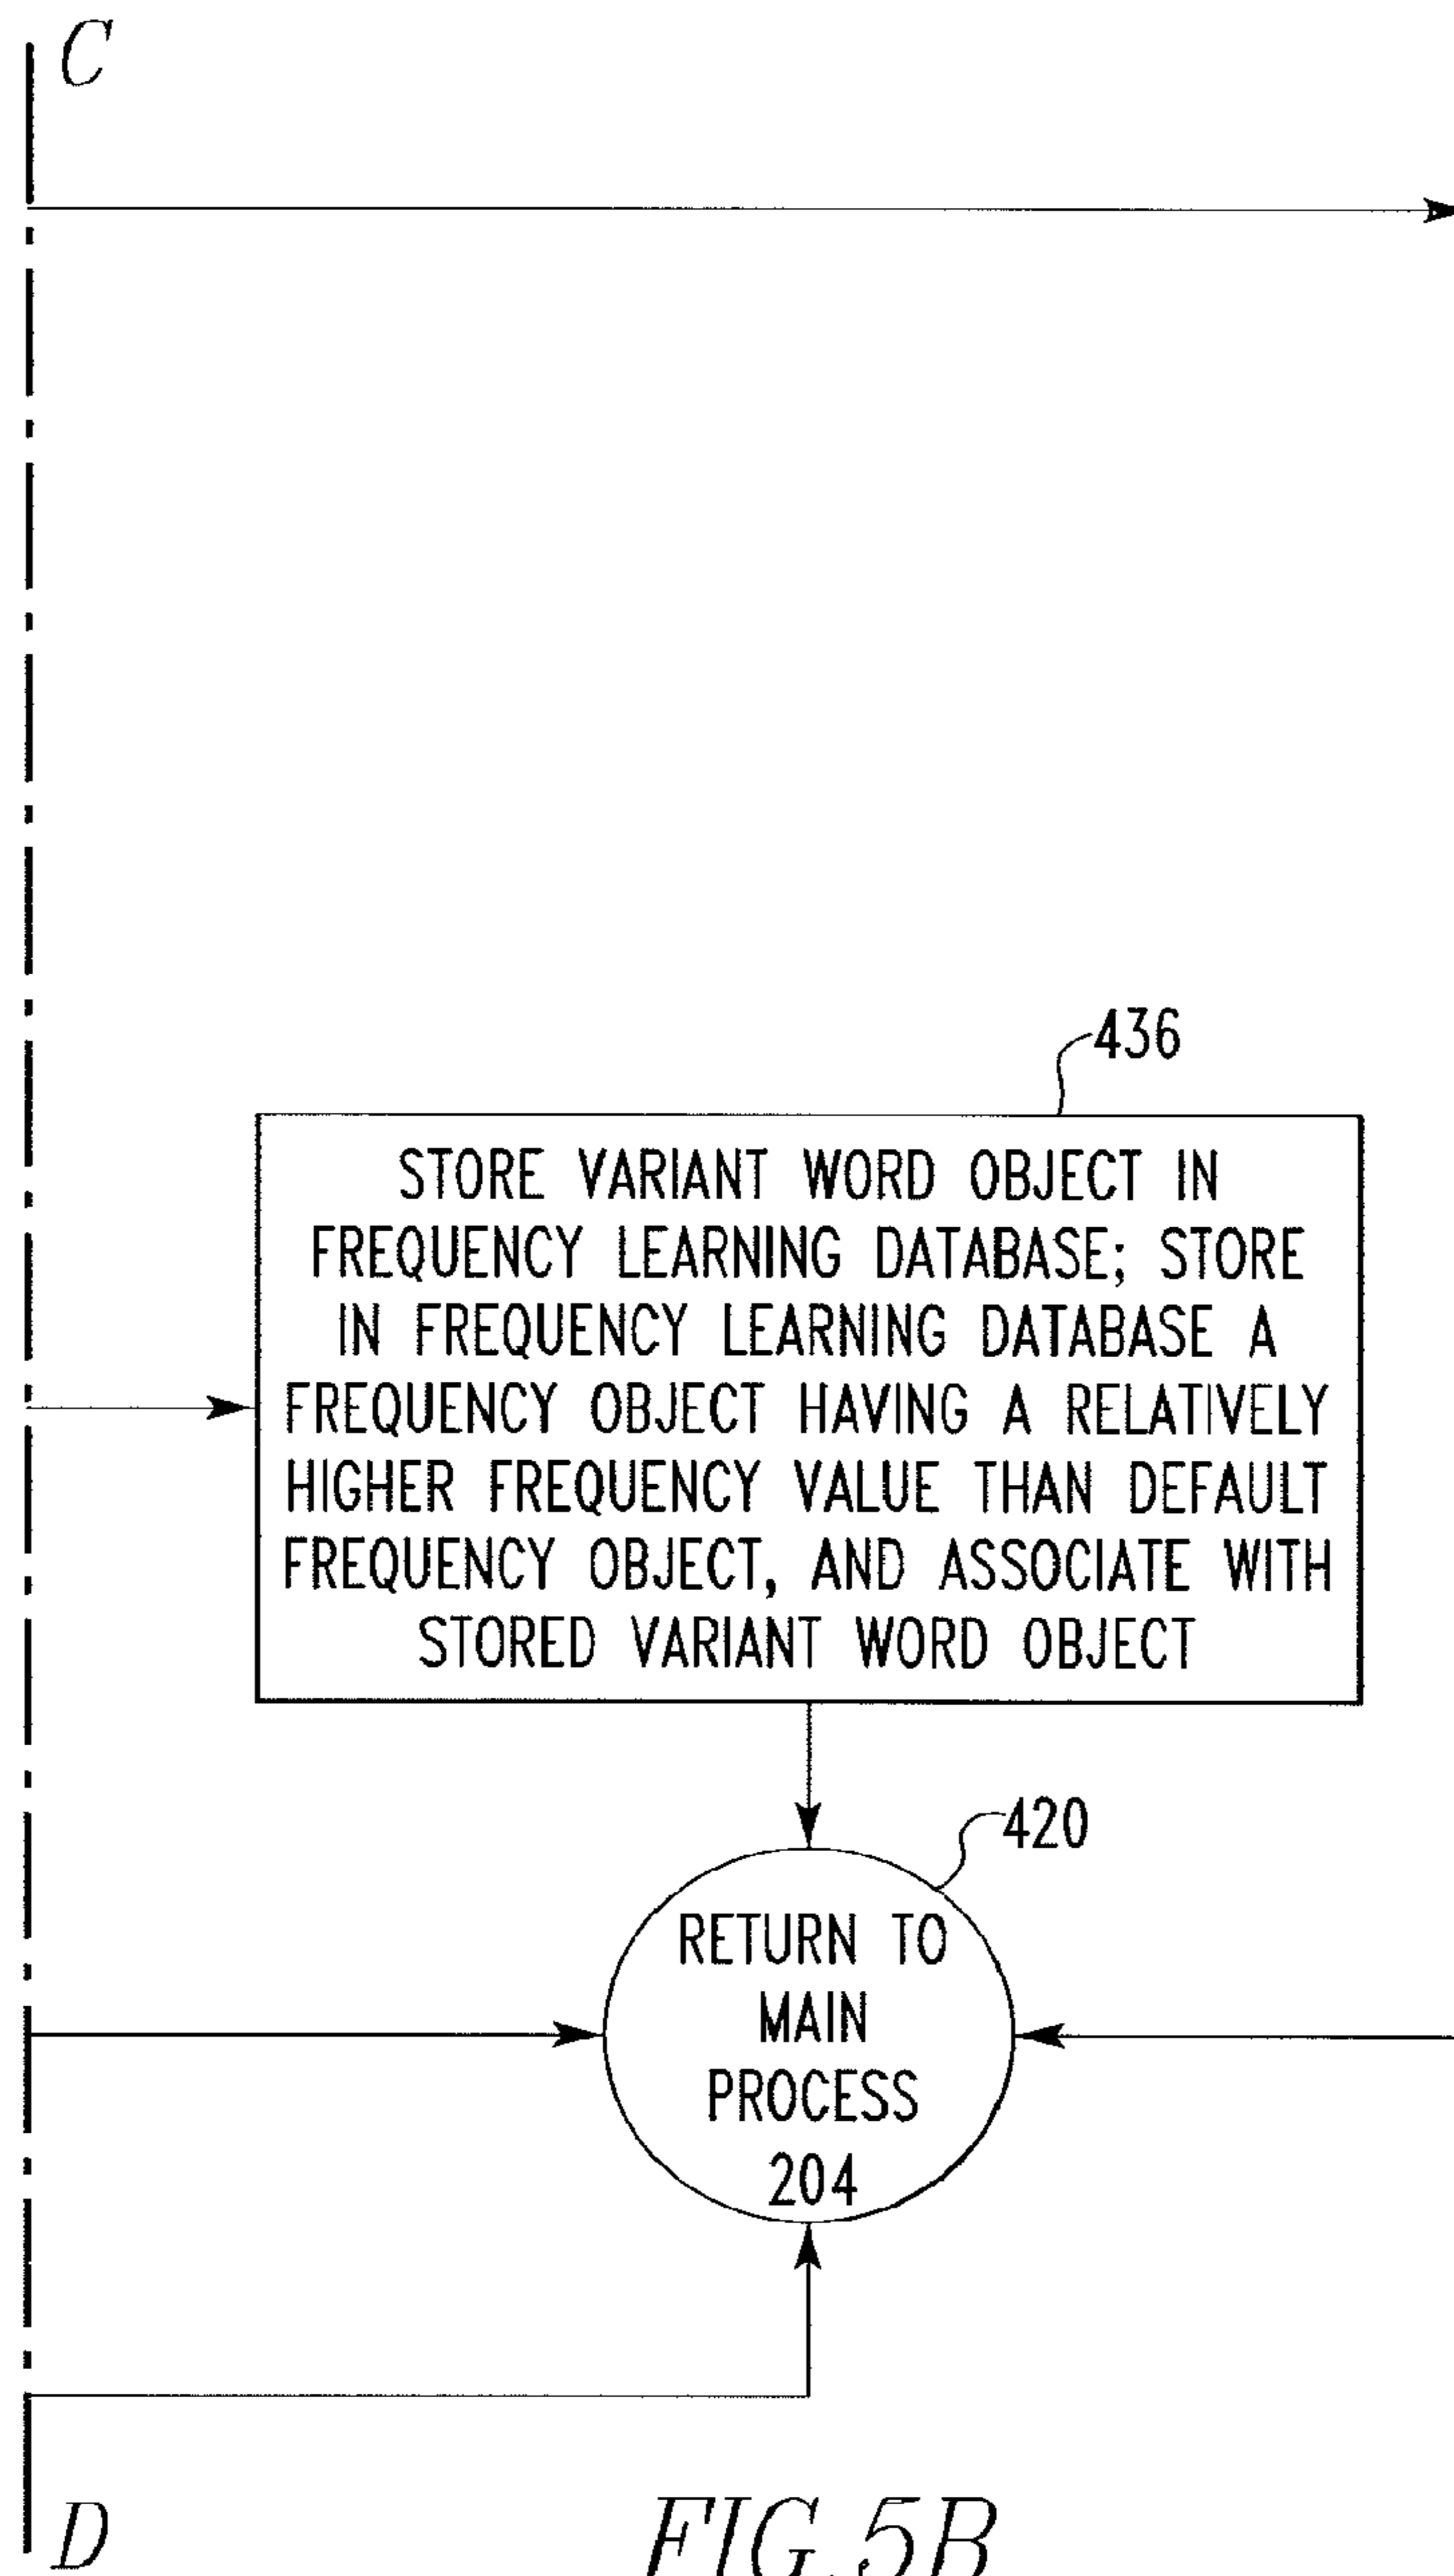 C
436
STORE VARIANT WORD OBJECT IN
FREQUENCY LEARNING DATABASE; STORE
IN FREQUENCY LEARNING DATABASE A
FREQUENCY OBJECT HAVING A RELATIVELY
HIGHER FREQUENCY VALUE THAN DEFAULT
FREQUENCY OBJECT, AND ASSOCIATE WITH
STORED VARIANT WORD OBJECT
420
RETURN TO
MAIN
PROCESS
204
D
FIG.5B